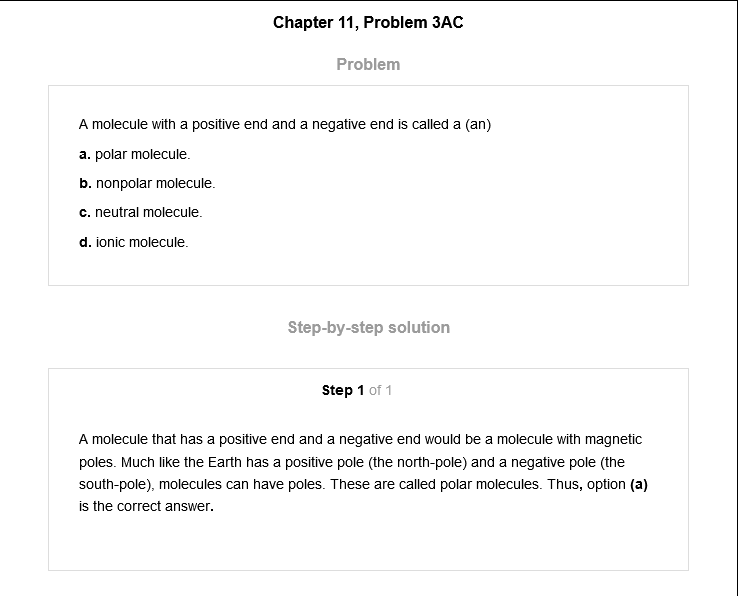 Chapter 11, Problem 3AC
Problem
A molecule with a positive end and a negative end is called a (an)
a. polar molecule.
b. nonpolar molecule.
c. neutral molecule.
d. ionic molecule.
Step-by-step solution
Step 1 of 1
A molecule that has a positive end and a negative end would be a molecule with magnetic
poles. Much like the Earth has a positive pole (the north-pole) and a negative pole (the
south-pole), molecules can have poles. These are called polar molecules. Thus, option (a)
is the correct answer.